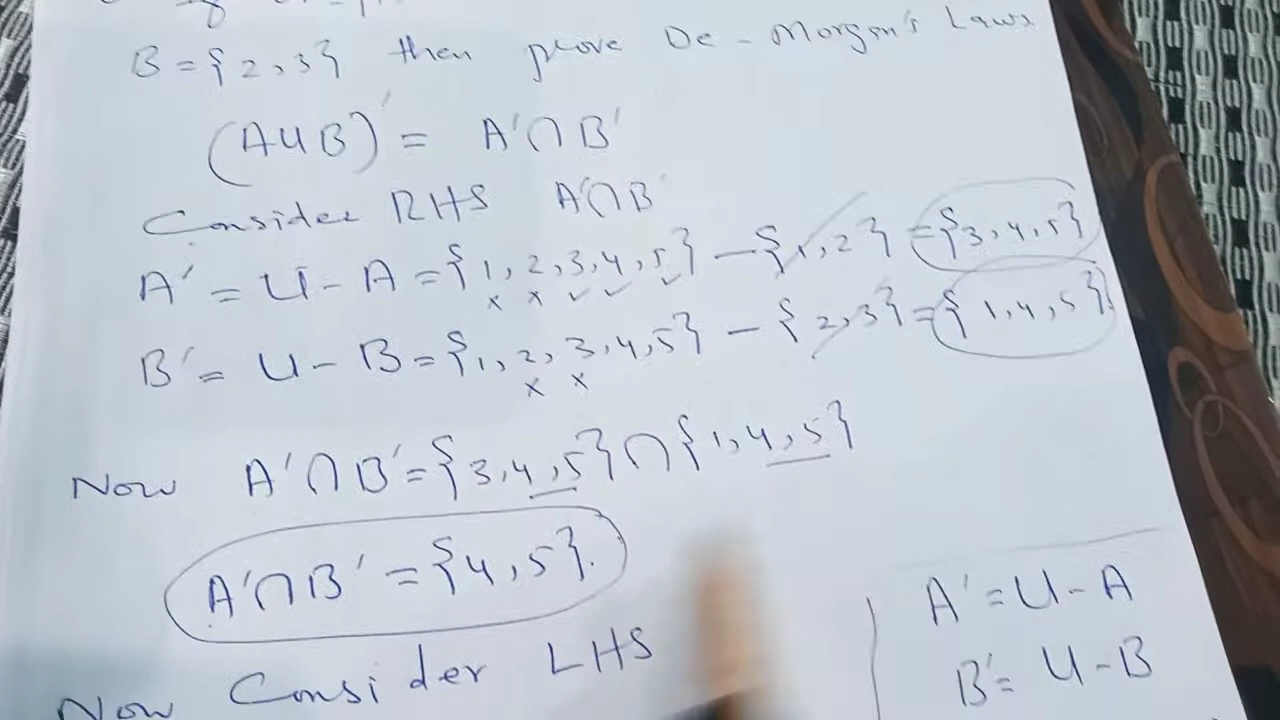 B = {2,3} then prove De-Morgan's Laws
(A∪B)' = A'∩B'
Consider RHS A'∩B'
A' = U - A = {1,2,3,4,5} - {1,2} = {3,4,5}
× × ✓ ✓ ✓
B' = U - B = {1,2,3,4,5} - {2,3} = {1,4,5}
× ×
Now A'∩B' = {3,4,5} ∩ {1,4,5}
A'∩B' = {4,5}.
Now Consider LHS
A' = U - A
B' = U - B